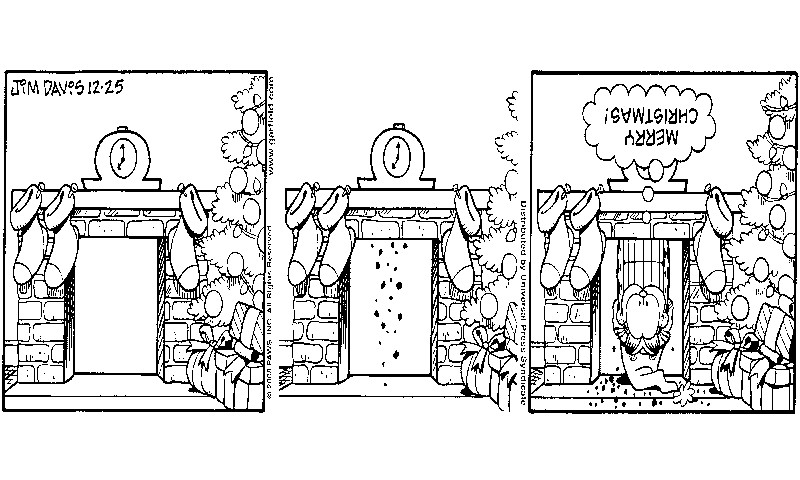 JIM DAVIS 12·25
www.garfield.com
© 2008 PAWS, INC. All Rights Reserved.
Distributed by Universal Press Syndicate
MERRY
CHRISTMAS!